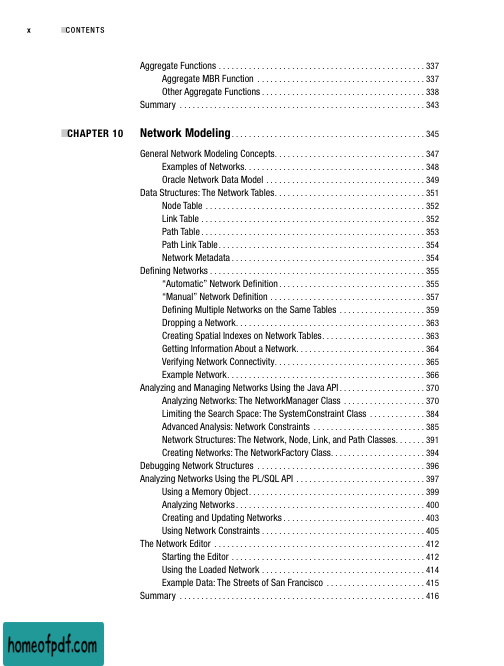 x ■CONTENTS
Aggregate Functions . . . . . . . . . . . . . . . . . . . . . . . . . . . . . . . . . . . . . . . . . . . . . . . . 337
Aggregate MBR Function . . . . . . . . . . . . . . . . . . . . . . . . . . . . . . . . . . . . . . . 337
Other Aggregate Functions . . . . . . . . . . . . . . . . . . . . . . . . . . . . . . . . . . . . . . 338
Summary . . . . . . . . . . . . . . . . . . . . . . . . . . . . . . . . . . . . . . . . . . . . . . . . . . . . . . . . . 343
■CHAPTER 10 Network Modeling . . . . . . . . . . . . . . . . . . . . . . . . . . . . . . . . . . . . . . . . . . . . . 345
General Network Modeling Concepts. . . . . . . . . . . . . . . . . . . . . . . . . . . . . . . . . . . 347
Examples of Networks. . . . . . . . . . . . . . . . . . . . . . . . . . . . . . . . . . . . . . . . . . 348
Oracle Network Data Model . . . . . . . . . . . . . . . . . . . . . . . . . . . . . . . . . . . . . 349
Data Structures: The Network Tables. . . . . . . . . . . . . . . . . . . . . . . . . . . . . . . . . . . 351
Node Table . . . . . . . . . . . . . . . . . . . . . . . . . . . . . . . . . . . . . . . . . . . . . . . . . . . 352
Link Table . . . . . . . . . . . . . . . . . . . . . . . . . . . . . . . . . . . . . . . . . . . . . . . . . . . . 352
Path Table . . . . . . . . . . . . . . . . . . . . . . . . . . . . . . . . . . . . . . . . . . . . . . . . . . . . 353
Path Link Table . . . . . . . . . . . . . . . . . . . . . . . . . . . . . . . . . . . . . . . . . . . . . . . . 354
Network Metadata . . . . . . . . . . . . . . . . . . . . . . . . . . . . . . . . . . . . . . . . . . . . . 354
Defining Networks . . . . . . . . . . . . . . . . . . . . . . . . . . . . . . . . . . . . . . . . . . . . . . . . . . 355
“Automatic” Network Definition . . . . . . . . . . . . . . . . . . . . . . . . . . . . . . . . . . 355
“Manual” Network Definition . . . . . . . . . . . . . . . . . . . . . . . . . . . . . . . . . . . . 357
Defining Multiple Networks on the Same Tables . . . . . . . . . . . . . . . . . . . . 359
Dropping a Network. . . . . . . . . . . . . . . . . . . . . . . . . . . . . . . . . . . . . . . . . . . . 363
Creating Spatial Indexes on Network Tables. . . . . . . . . . . . . . . . . . . . . . . . 363
Getting Information About a Network. . . . . . . . . . . . . . . . . . . . . . . . . . . . . . 364
Verifying Network Connectivity. . . . . . . . . . . . . . . . . . . . . . . . . . . . . . . . . . . 365
Example Network. . . . . . . . . . . . . . . . . . . . . . . . . . . . . . . . . . . . . . . . . . . . . . 366
Analyzing and Managing Networks Using the Java API . . . . . . . . . . . . . . . . . . . . 370
Analyzing Networks: The NetworkManager Class . . . . . . . . . . . . . . . . . . . 370
Limiting the Search Space: The SystemConstraint Class . . . . . . . . . . . . . 384
Advanced Analysis: Network Constraints . . . . . . . . . . . . . . . . . . . . . . . . . . 385
Network Structures: The Network, Node, Link, and Path Classes. . . . . . . 391
Creating Networks: The NetworkFactory Class. . . . . . . . . . . . . . . . . . . . . . 394
Debugging Network Structures . . . . . . . . . . . . . . . . . . . . . . . . . . . . . . . . . . . . . . . 396
Analyzing Networks Using the PL/SQL API . . . . . . . . . . . . . . . . . . . . . . . . . . . . . . 397
Using a Memory Object . . . . . . . . . . . . . . . . . . . . . . . . . . . . . . . . . . . . . . . . . 399
Analyzing Networks . . . . . . . . . . . . . . . . . . . . . . . . . . . . . . . . . . . . . . . . . . . . 400
Creating and Updating Networks . . . . . . . . . . . . . . . . . . . . . . . . . . . . . . . . . 403
Using Network Constraints . . . . . . . . . . . . . . . . . . . . . . . . . . . . . . . . . . . . . . 405
The Network Editor . . . . . . . . . . . . . . . . . . . . . . . . . . . . . . . . . . . . . . . . . . . . . . . . . 412
Starting the Editor . . . . . . . . . . . . . . . . . . . . . . . . . . . . . . . . . . . . . . . . . . . . . 412
Using the Loaded Network . . . . . . . . . . . . . . . . . . . . . . . . . . . . . . . . . . . . . . 414
Example Data: The Streets of San Francisco . . . . . . . . . . . . . . . . . . . . . . . 415
Summary . . . . . . . . . . . . . . . . . . . . . . . . . . . . . . . . . . . . . . . . . . . . . . . . . . . . . . . . . 416
homeofpdf.com